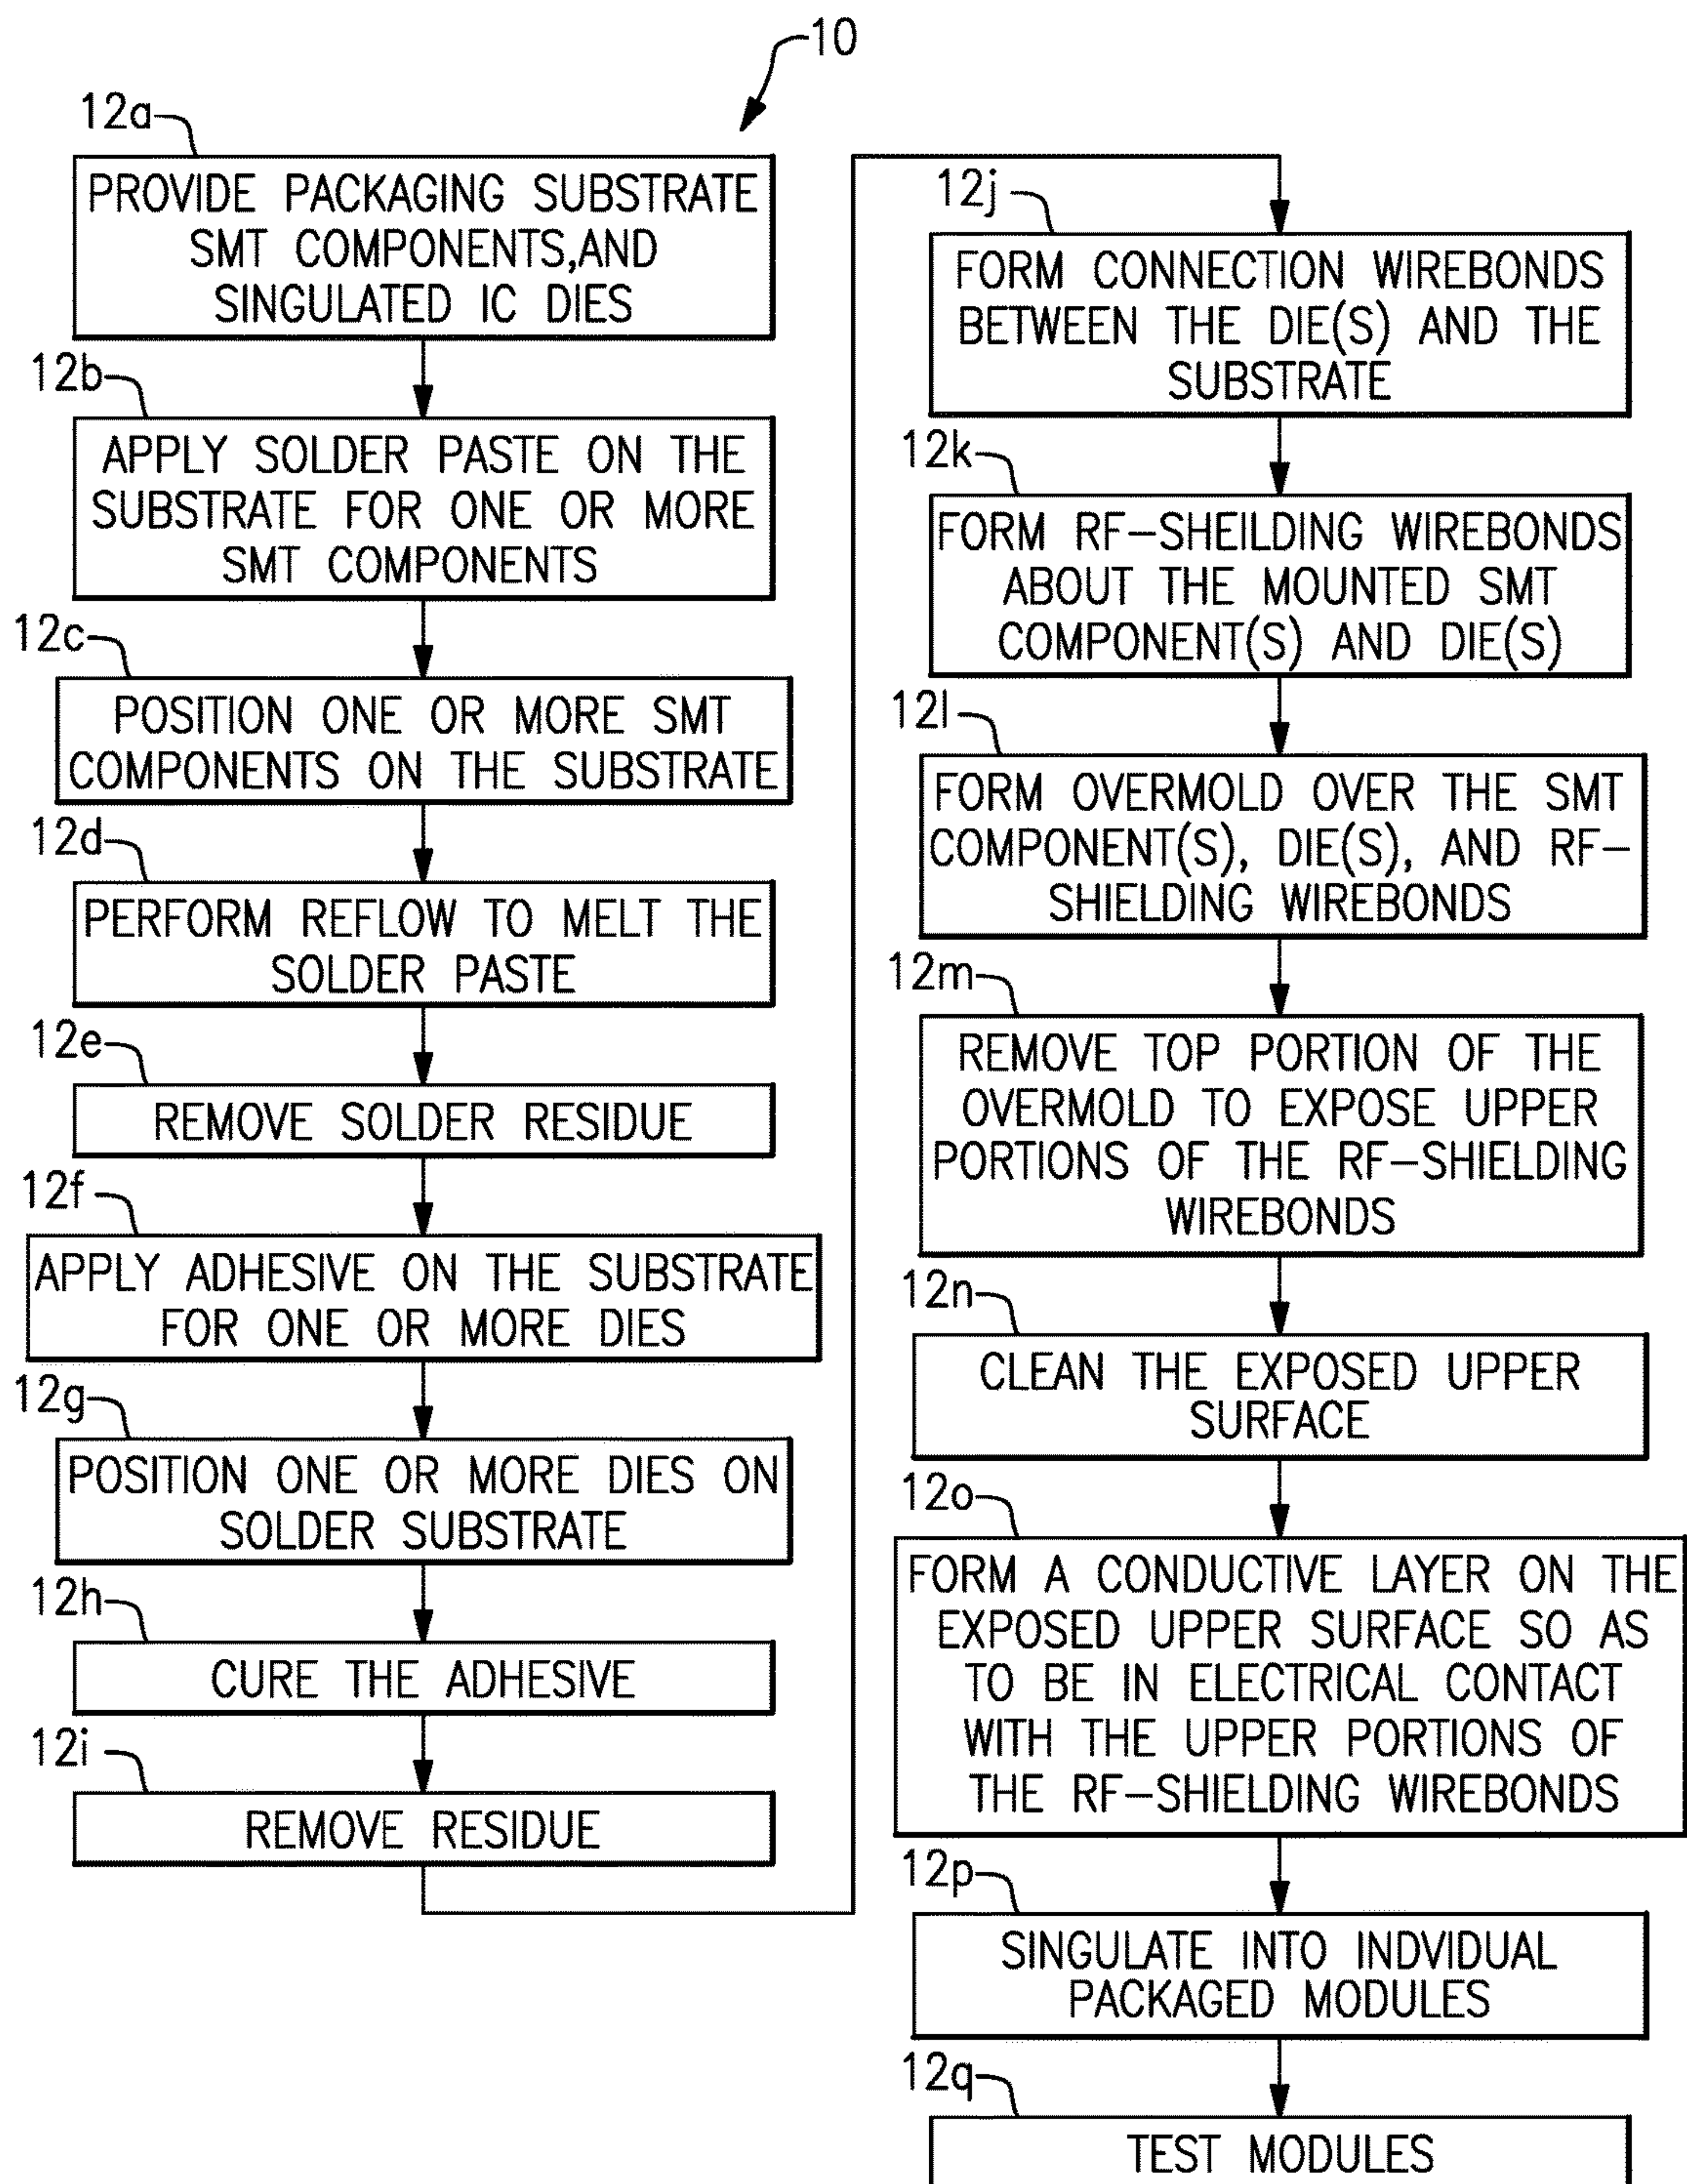 10
12a
PROVIDE PACKAGING SUBSTRATE
SMT COMPONENTS,AND
SINGULATED IC DIES
12b
APPLY SOLDER PASTE ON THE
SUBSTRATE FOR ONE OR MORE
SMT COMPONENTS
12c
POSITION ONE OR MORE SMT
COMPONENTS ON THE SUBSTRATE
12d
PERFORM REFLOW TO MELT THE
SOLDER PASTE
12e
REMOVE SOLDER RESIDUE
12f
APPLY ADHESIVE ON THE SUBSTRATE
FOR ONE OR MORE DIES
12g
POSITION ONE OR MORE DIES ON
SOLDER SUBSTRATE
12h
CURE THE ADHESIVE
12i
REMOVE RESIDUE
12j
FORM CONNECTION WIREBONDS
BETWEEN THE DIE(S) AND THE
SUBSTRATE
12k
FORM RF-SHEILDING WIREBONDS
ABOUT THE MOUNTED SMT
COMPONENT(S) AND DIE(S)
12l
FORM OVERMOLD OVER THE SMT
COMPONENT(S), DIE(S), AND RF-
SHIELDING WIREBONDS
12m
REMOVE TOP PORTION OF THE
OVERMOLD TO EXPOSE UPPER
PORTIONS OF THE RF-SHIELDING
WIREBONDS
12n
CLEAN THE EXPOSED UPPER
SURFACE
12o
FORM A CONDUCTIVE LAYER ON THE
EXPOSED UPPER SURFACE SO AS
TO BE IN ELECTRICAL CONTACT
WITH THE UPPER PORTIONS OF
THE RF-SHIELDING WIREBONDS
12p
SINGULATE INTO INDVIDUAL
PACKAGED MODULES
12q
TEST MODULES